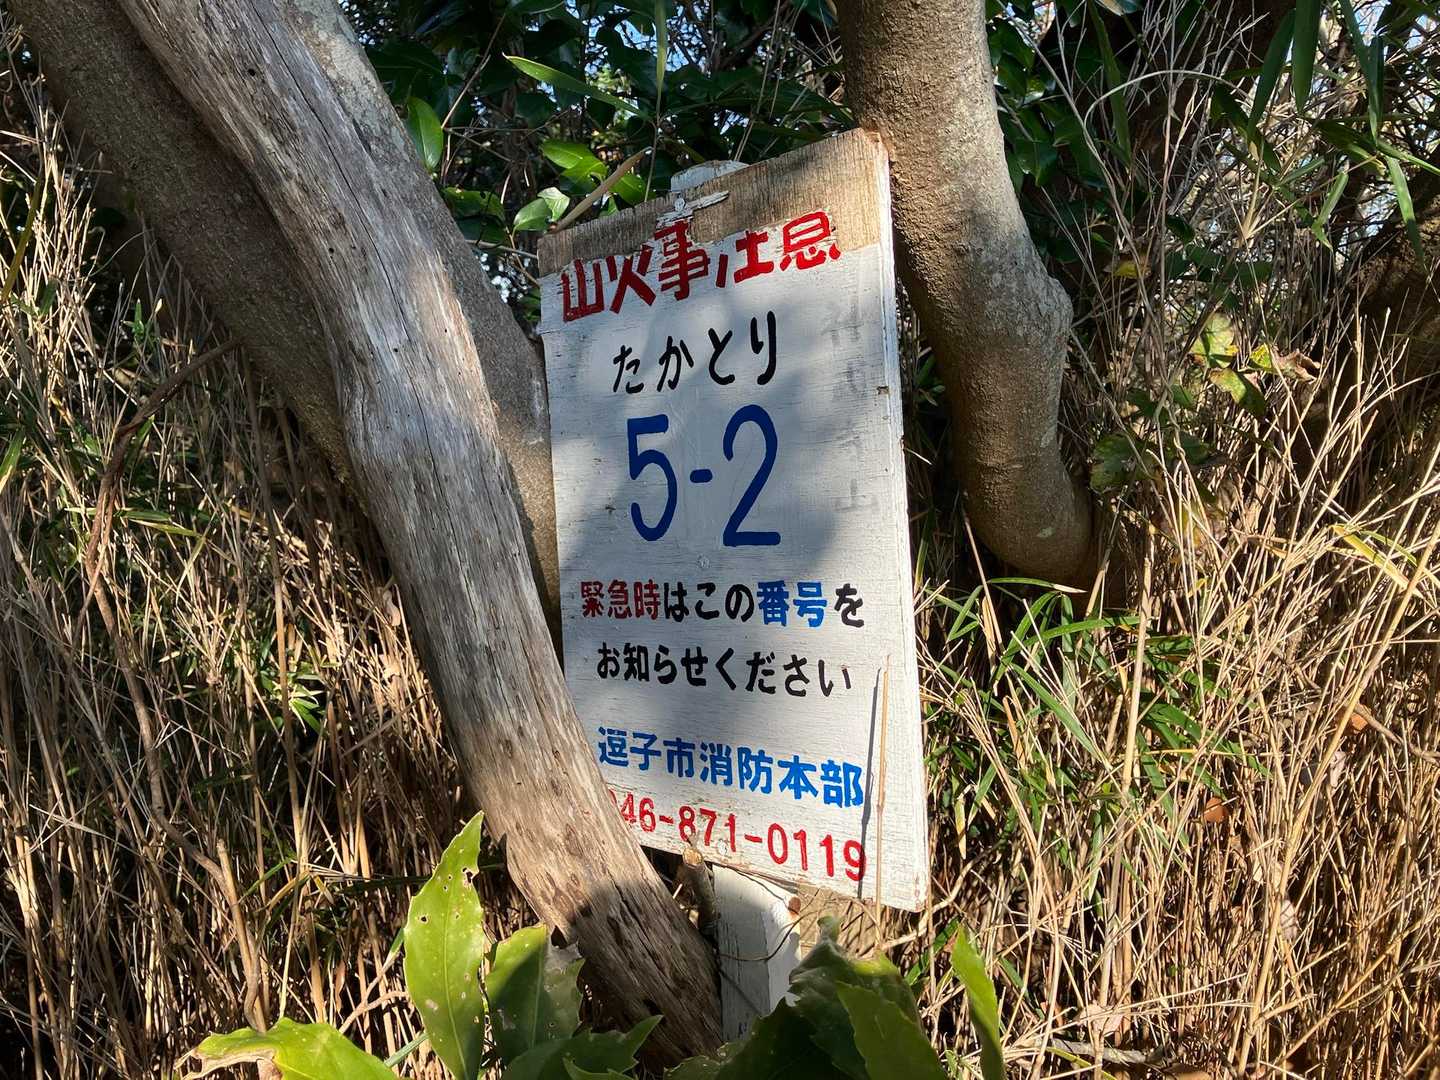 山火事注意
たかとり
5-2
緊急時はこの番号を
お知らせください
逗子市消防本部
046-871-0119